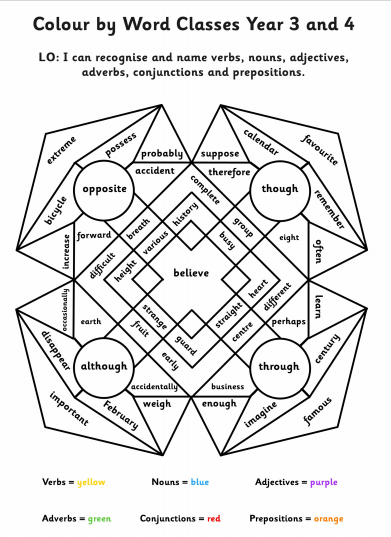 Colour by Word Classes Year 3 and 4
LO: I can recognise and name verbs, nouns, adjectives,
adverbs, conjunctions and prepositions.
extreme
possess
probably
suppose
calendar
favourite
accident
therefore
opposite
complete
though
bicycle
remember
history
breath
group
increase
forward
various
busy
eight
often
difficult
height
believe
heart
different
occasionally
earth
strange
straight
perhaps
learn
fruit
guard
centre
disappear
early
century
although
through
accidentally
business
important
February
weigh
enough
imagine
famous
Verbs = yellow
Nouns = blue
Adjectives = purple
Adverbs = green
Conjunctions = red
Prepositions = orange